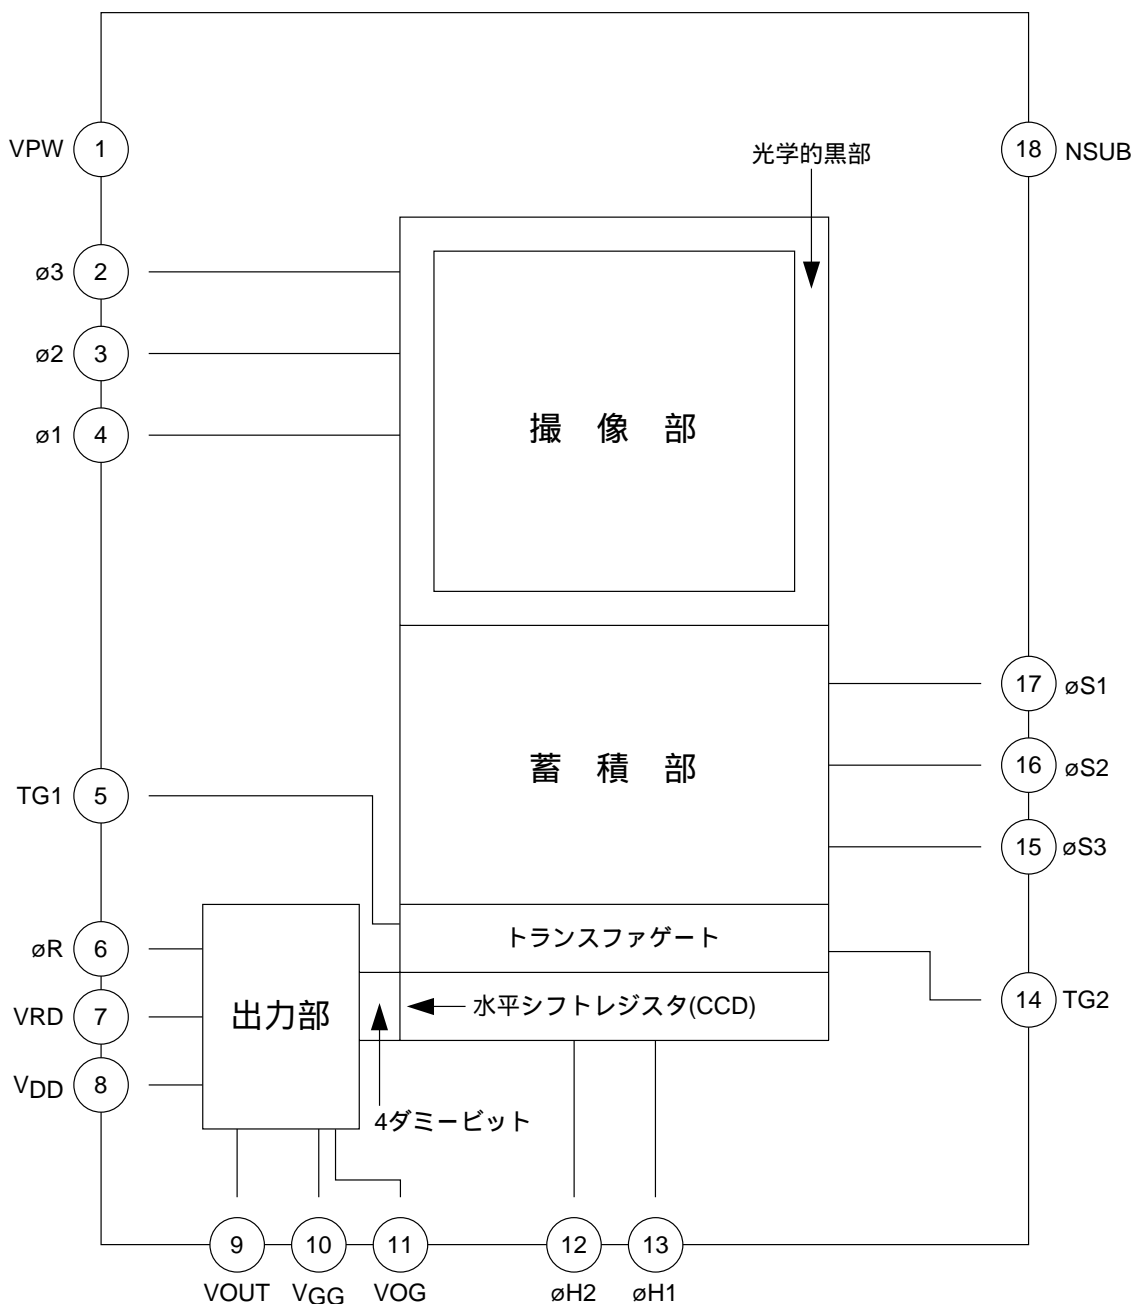 VPW 1
光学的黒部
18 NSUB
ø3 2
ø2 3
ø1 4
撮 像 部
17 øS1
蓄 積 部
16 øS2
TG1 5
15 øS3
トランスファゲート
øR 6
水平シフトレジスタ(CCD)
14 TG2
VRD 7
出力部
VDD 8
4ダミービット
9 10 11 12 13
VOUT VGG VOG øH2 øH1